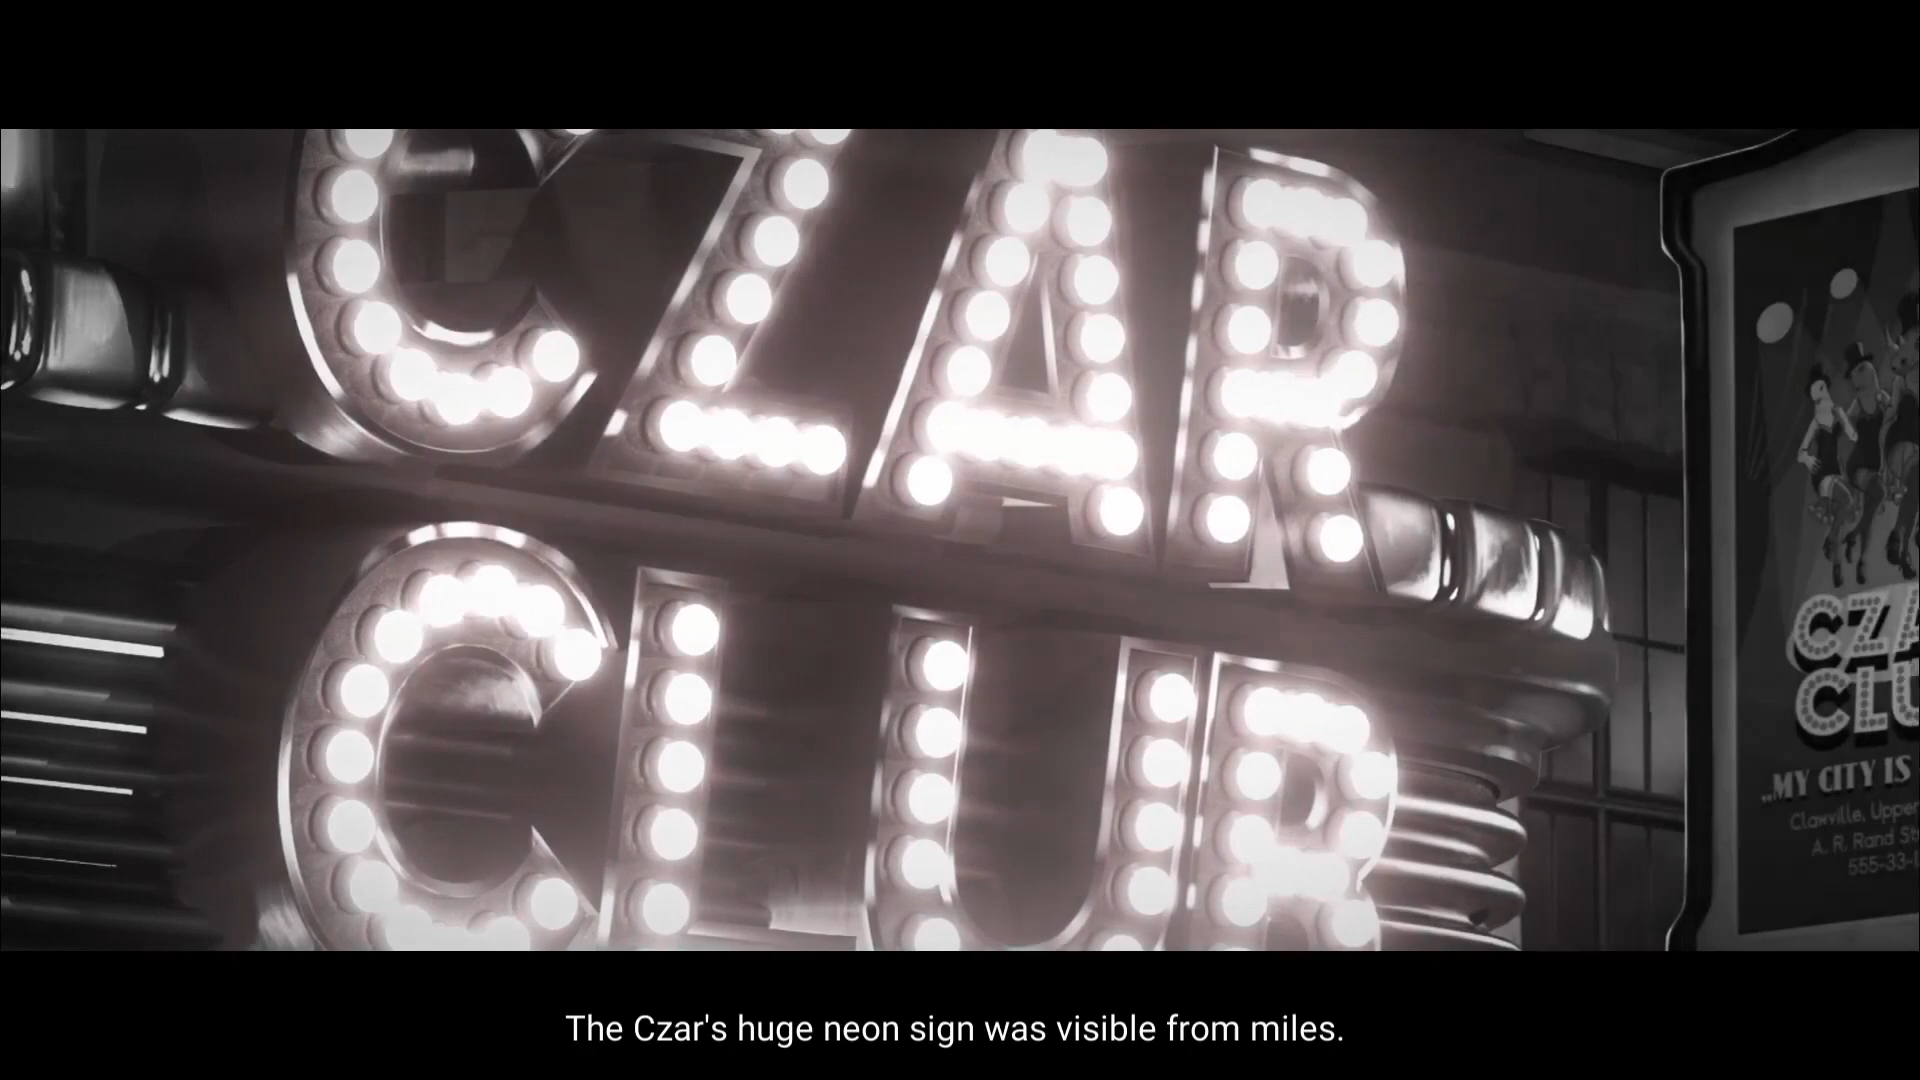 CZAR
CLUB
CZA
CLU
„MY CITY IS
Clawville, Upper
A. R. Rand St
555-33-
The Czar's huge neon sign was visible from miles.